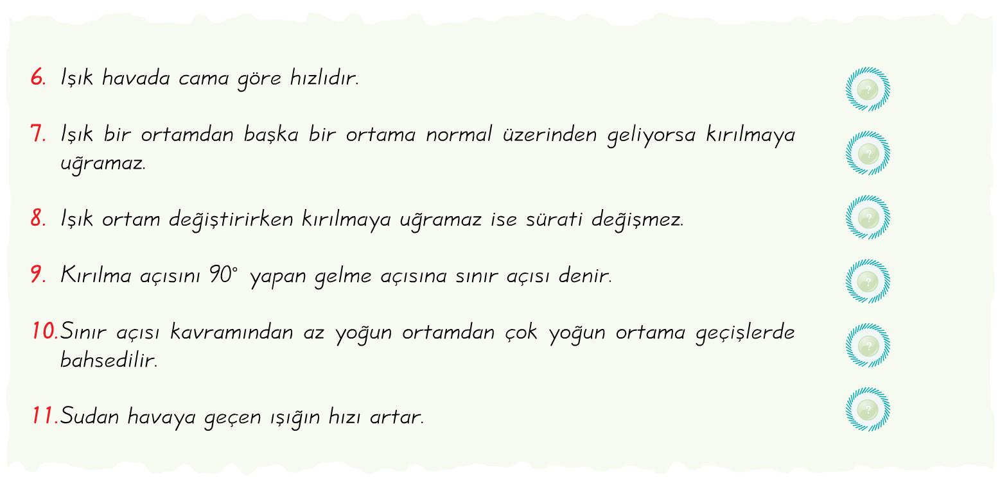 6. Işık havada cama göre hızlıdır.
?
7. Işık bir ortamdan başka bir ortama normal üzerinden geliyorsa kırılmaya
uğramaz.
?
8. Işık ortam değiştirirken kırılmaya uğramaz ise sürati değişmez.
?
9. Kırılma açısını 90° yapan gelme açısına sınır açısı denir.
?
10. Sınır açısı kavramından az yoğun ortamdan çok yoğun ortama geçişlerde
bahsedilir.
?
11. Sudan havaya geçen ışığın hızı artar.
?